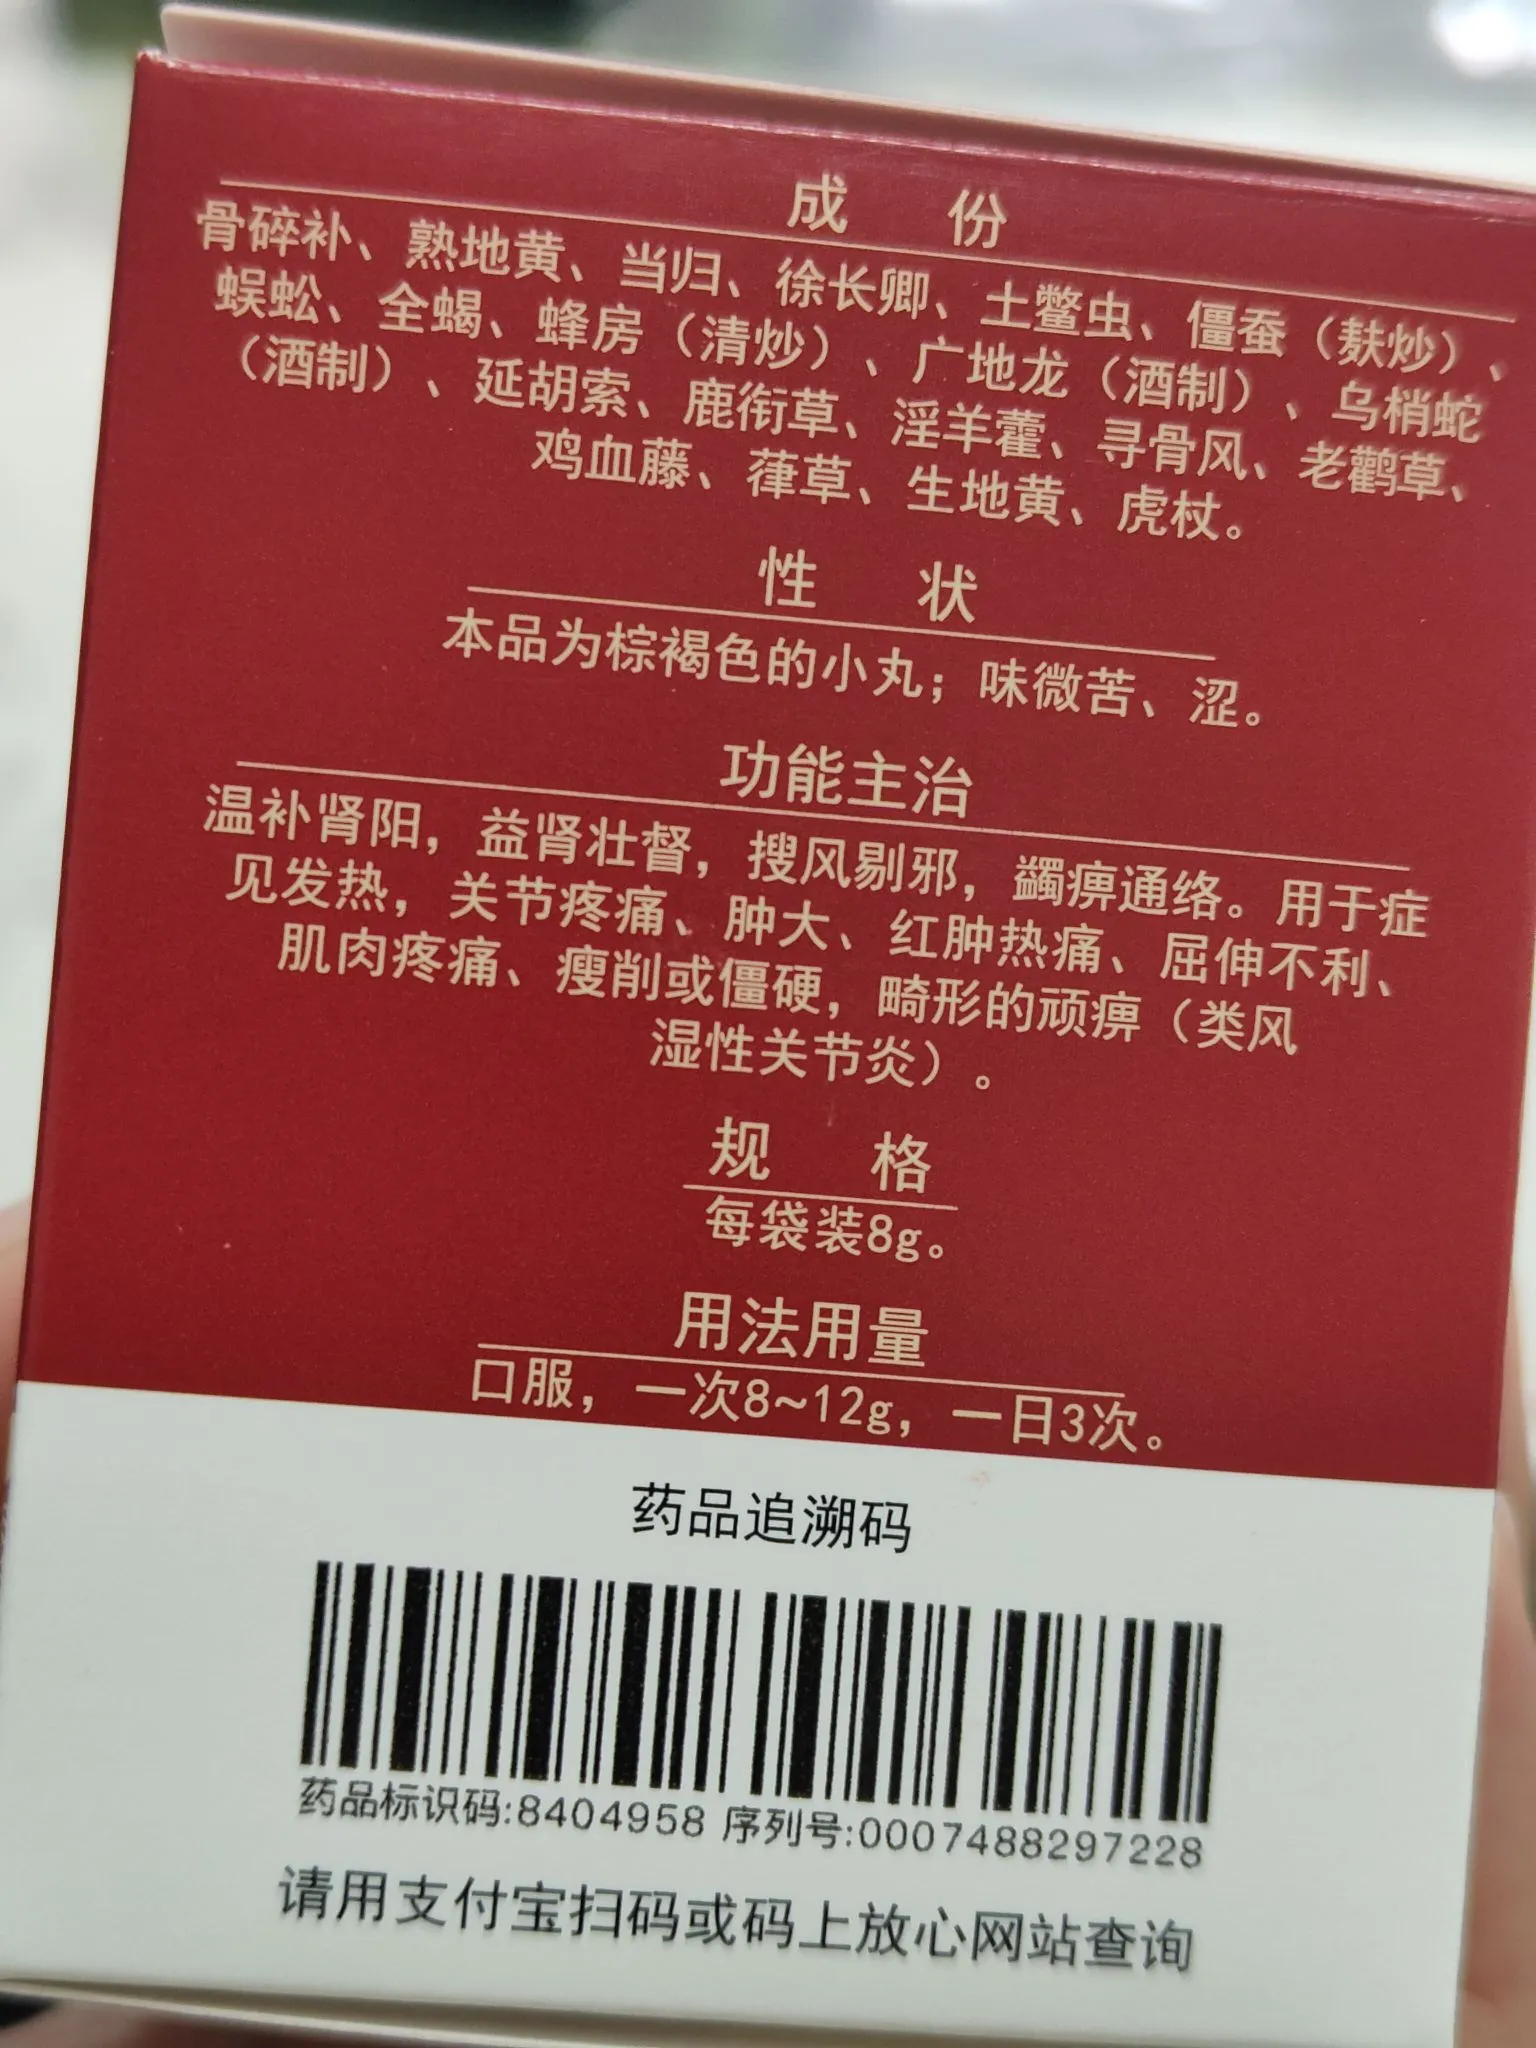 成 份
骨碎补、熟地黄、当归、徐长卿、土鳖虫、僵蚕（麸炒）、
蜈蚣、全蝎、蜂房（清炒）、广地龙（酒制）、乌梢蛇
（酒制）、延胡索、鹿衔草、淫羊藿、寻骨风、老鹳草、
鸡血藤、葎草、生地黄、虎杖。
性 状
本品为棕褐色的小丸；味微苦、涩。
功能主治
温补肾阳，益肾壮督，搜风剔邪，蠲痹通络。用于症
见发热，关节疼痛、肿大、红肿热痛、屈伸不利、
肌肉疼痛、瘦削或僵硬，畸形的顽痹（类风
湿性关节炎）。
规 格
每袋装8g。
用法用量
口服，一次8~12g，一日3次。
药品追溯码
药品标识码:8404958 序列号:0007488297228
请用支付宝扫码或码上放心网站查询